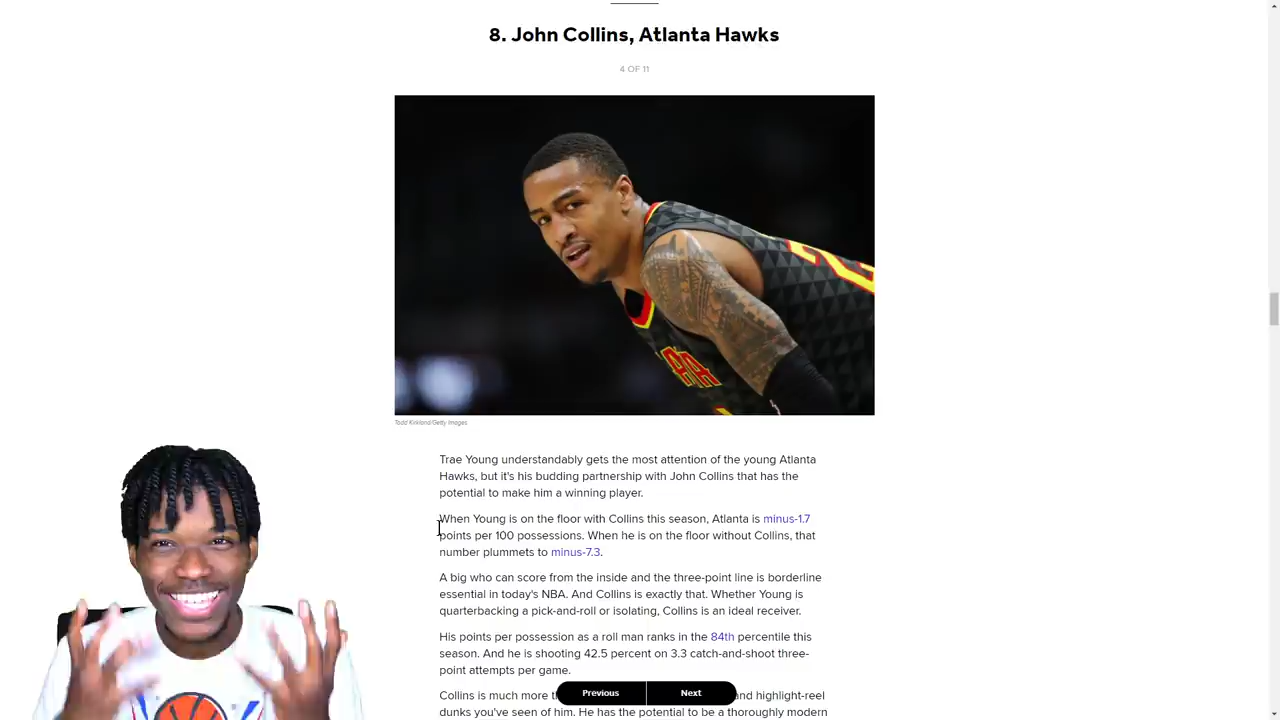 8. John Collins, Atlanta Hawks
4 OF 11
Todd Kirkland/Getty Images
Trae Young understandably gets the most attention of the young Atlanta
Hawks, but it's his budding partnership with John Collins that has the
potential to make him a winning player.
When Young is on the floor with Collins this season, Atlanta is minus-1.7
points per 100 possessions. When he is on the floor without Collins, that
number plummets to minus-7.3.
A big who can score from the inside and the three-point line is borderline
essential in today's NBA. And Collins is exactly that. Whether Young is
quarterbacking a pick-and-roll or isolating, Collins is an ideal receiver.
His points per possession as a roll man ranks in the 84th percentile this
season. And he is shooting 42.5 percent on 3.3 catch-and-shoot three-
point attempts per game.
Collins is much more and highlight-reel
Previous Next
dunks you've seen of him. He has the potential to be a thoroughly modern